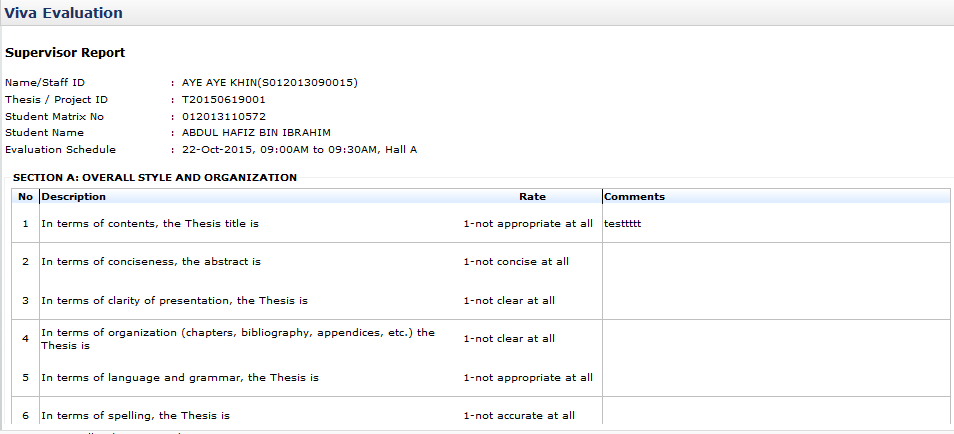 Viva Evaluation
Supervisor Report
Name/Staff ID : AYE AYE KHIN(S012013090015)
Thesis / Project ID : T20150619001
Student Matrix No : 012013110572
Student Name : ABDUL HAFIZ BIN IBRAHIM
Evaluation Schedule : 22-Oct-2015, 09:00AM to 09:30AM, Hall A
SECTION A: OVERALL STYLE AND ORGANIZATION
No Description Rate Comments
1 In terms of contents, the Thesis title is 1-not appropriate at all testtttt
2 In terms of conciseness, the abstract is 1-not concise at all
3 In terms of clarity of presentation, the Thesis is 1-not clear at all
4 In terms of organization (chapters, bibliography, appendices, etc.) the 1-not clear at all
Thesis is
5 In terms of language and grammar, the Thesis is 1-not appropriate at all
6 In terms of spelling, the Thesis is 1-not accurate at all